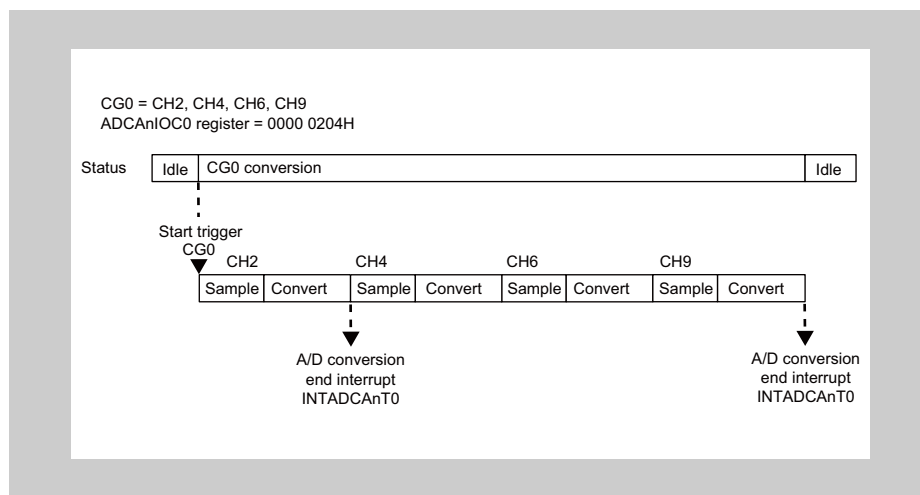 CG0 = CH2, CH4, CH6, CH9
ADCAnIOC0 register = 0000 0204H
Status Idle CG0 conversion Idle
Start trigger
CG0
CH2 CH4 CH6 CH9
Sample Convert Sample Convert Sample Convert Sample Convert
A/D conversion
end interrupt
INTADCAnT0
A/D conversion
end interrupt
INTADCAnT0